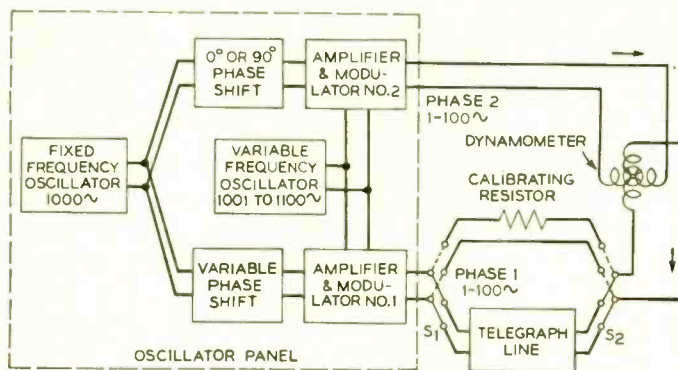 0° OR 90°
PHASE
SHIFT
AMPLIFIER
& MODU-
LATOR NO.2
PHASE 2
1-100~
DYNAMOMETER
FIXED
FREQUENCY
OSCILLATOR
1000~
VARIABLE
FREQUENCY
OSCILLATOR
1001 TO 1100~
CALIBRATING
RESISTOR
VARIABLE
PHASE
SHIFT
AMPLIFIER
& MODU-
LATOR NO.1
PHASE 1
1-100~
S1
TELEGRAPH
LINE
S2
OSCILLATOR PANEL